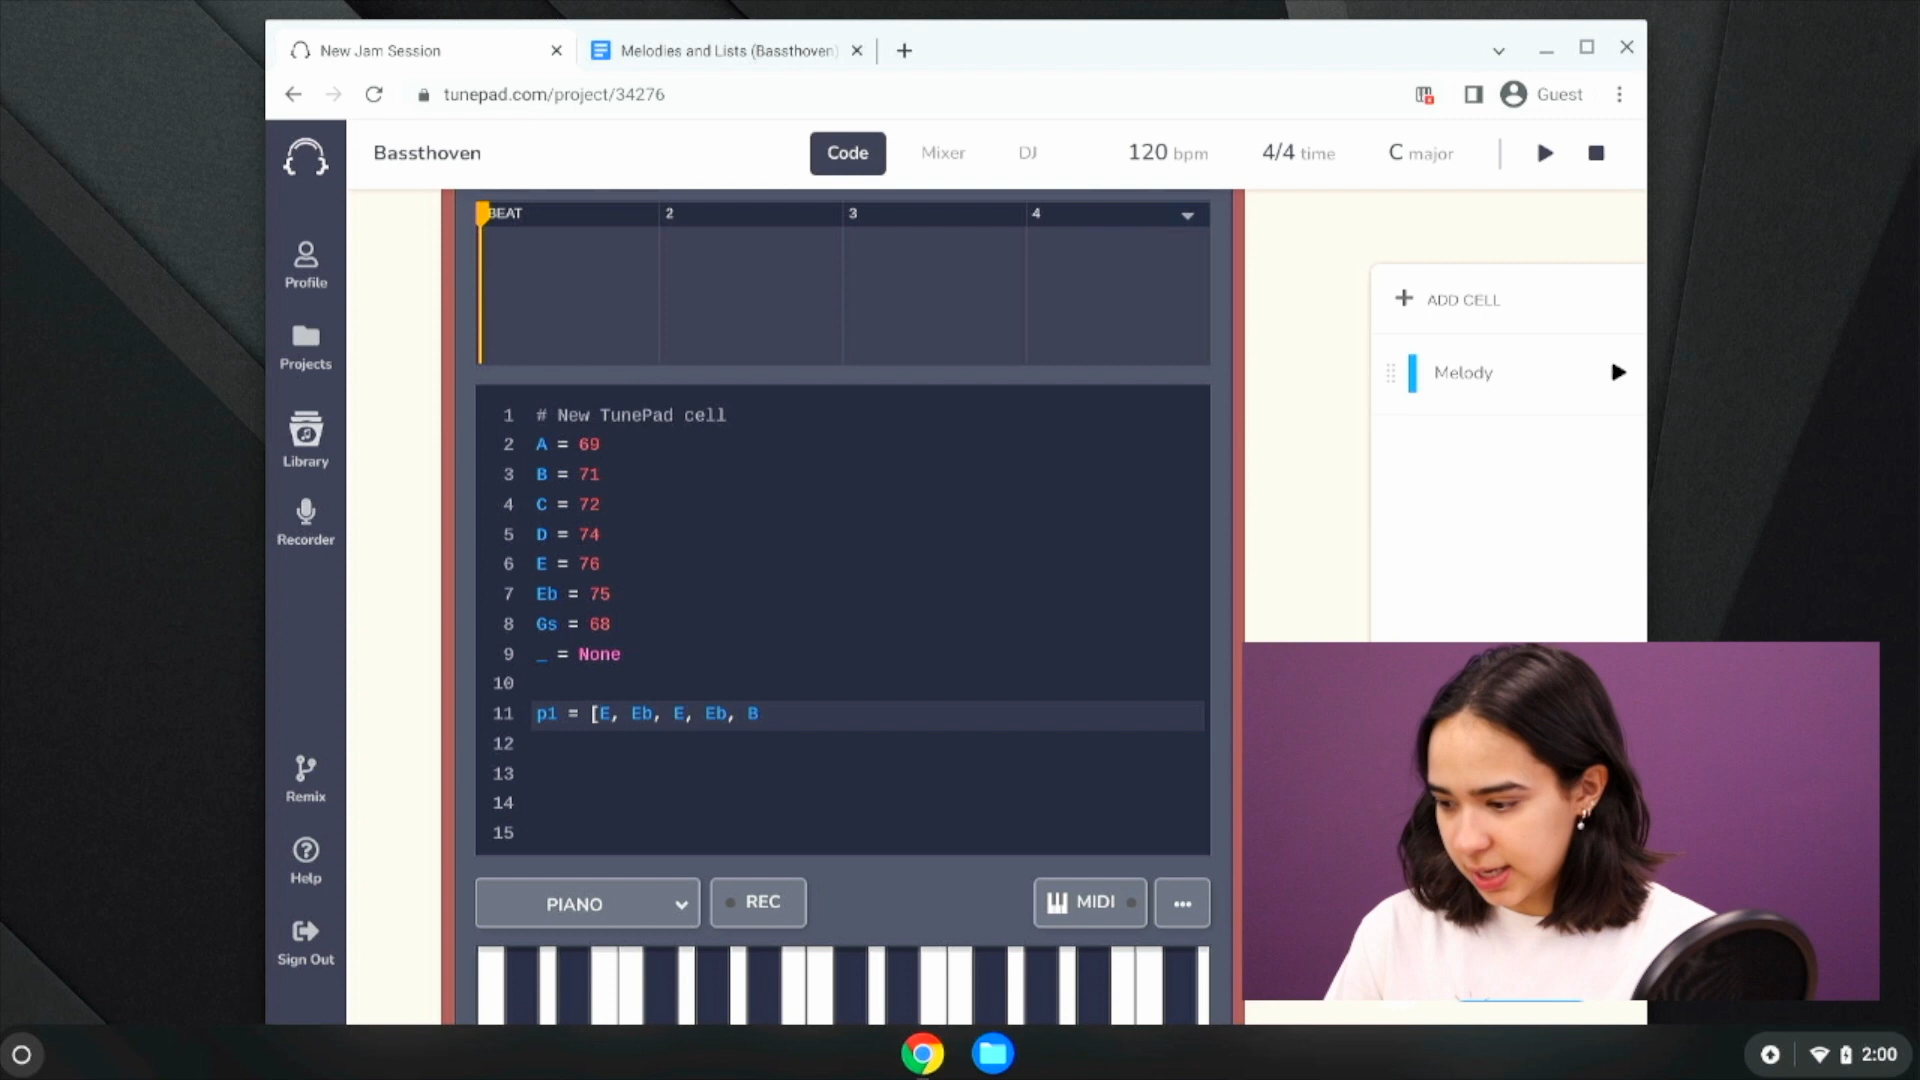 New Jam Session
Melodies and Lists (Bassthoven)
tunepad.com/project/34276
Guest
Bassthoven
Code
Mixer
DJ
120 bpm
4/4 time
C major
Profile
Projects
Library
Recorder
Remix
Help
Sign Out
BEAT 2 3 4
1 # New TunePad cell
2 A = 69
3 B = 71
4 C = 72
5 D = 74
6 E = 76
7 Eb = 75
8 Gs = 68
9 _ = None
10
11 p1 = [E, Eb, E, Eb, B
12
13
14
15
PIANO
REC
MIDI
ADD CELL
Melody
2:00